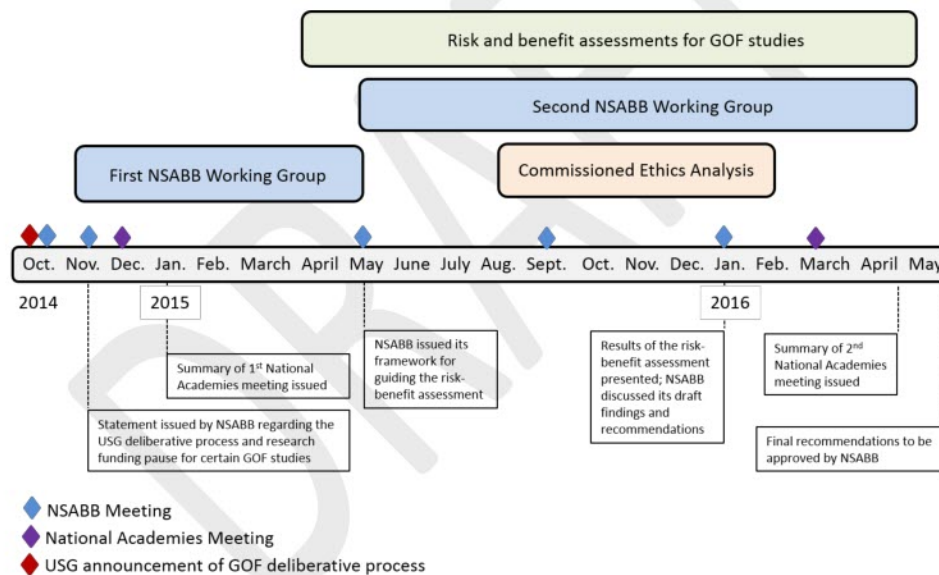 DRAFT
Risk and benefit assessments for GOF studies
Second NSABB Working Group
First NSABB Working Group
Commissioned Ethics Analysis
Oct. Nov. Dec. Jan. Feb. March April May June July Aug. Sept. Oct. Nov. Dec. Jan. Feb. March April May
2014
2015
2016
Summary of 1st National
Academies meeting issued
Statement issued by NSABB regarding the
USG deliberative process and research
funding pause for certain GOF studies
NSABB issued its
framework for
guiding the risk-
benefit assessment
Results of the risk-
benefit assessment
presented; NSABB
discussed its draft
findings and
recommendations
Summary of 2nd
National Academies
meeting issued
Final recommendations to be
approved by NSABB
NSABB Meeting
National Academies Meeting
USG announcement of GOF deliberative process